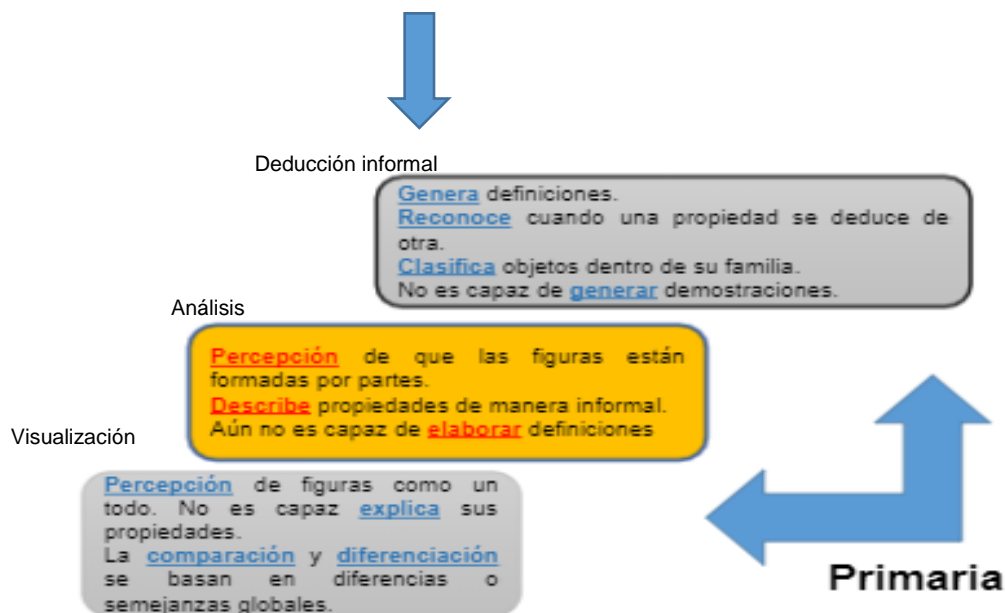 Deducción informal
Genera definiciones.
Reconoce cuando una propiedad se deduce de
otra.
Clasifica objetos dentro de su familia.
No es capaz de generar demostraciones.
Análisis
Percepción de que las figuras están
formadas por partes.
Describe propiedades de manera informal.
Aún no es capaz de elaborar definiciones
Visualización
Percepción de figuras como un
todo. No es capaz explica sus
propiedades.
La comparación y diferenciación
se basan en diferencias o
semejanzas globales.
Primaria